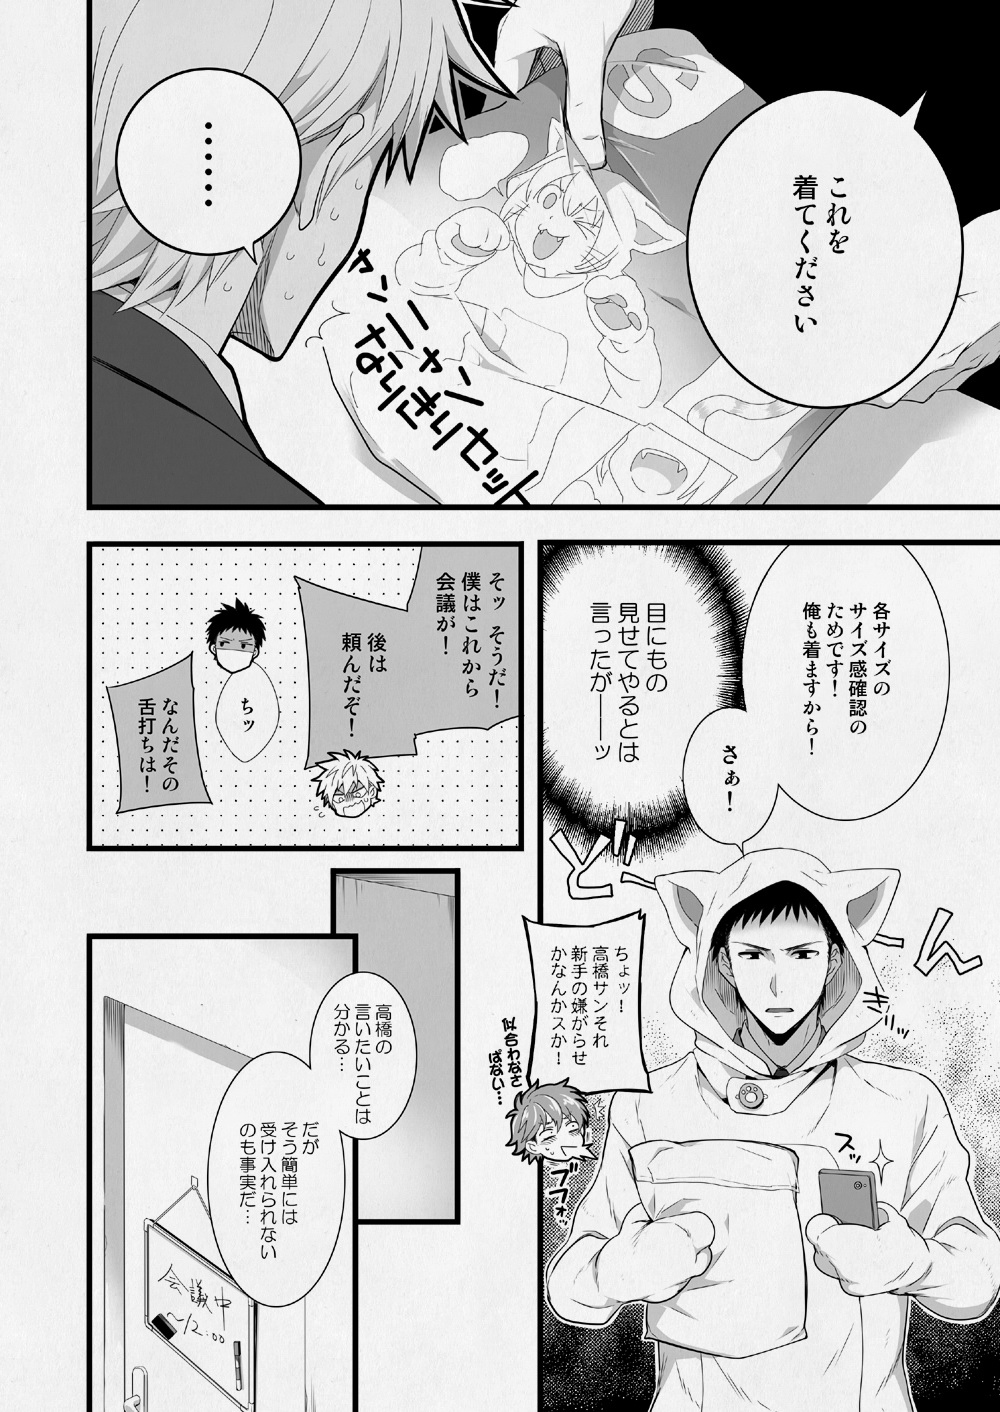 これを
着てください
・・・・・・
S
ャンニャン
なりきりセット
各サイズの
サイズ感確認の
ためです！
俺も着ますから！
さぁ！
目にもの
見せてやるとは
言ったが――ッ
ど〜〜ん
ギリ…
スッ
ちょッ！
高橋サンそれ
新手の嫌がらせ
かなんかスか！
似合わなさ
ぱない…
ブフォッ
そッ そうだ！
僕はこれから
会議が！
後は
頼んだぞ！
ちッ
なんだその
舌打ちは！
高橋の
言いたいことは
分かる…
だが
そう簡単には
受け入れられない
のも事実だ…
会議中
〜12:00